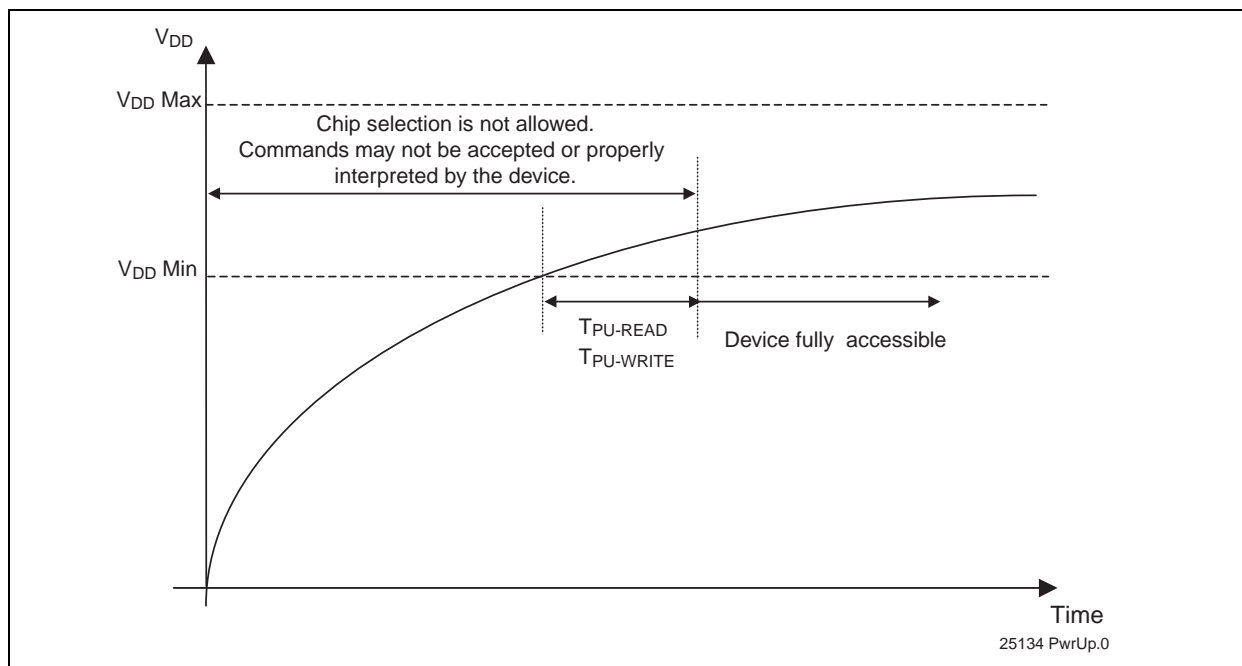 VDD
VDD Max
Chip selection is not allowed.
Commands may not be accepted or properly
interpreted by the device.
VDD Min
TPU-READ
TPU-WRITE
Device fully accessible
Time
25134 PwrUp.0